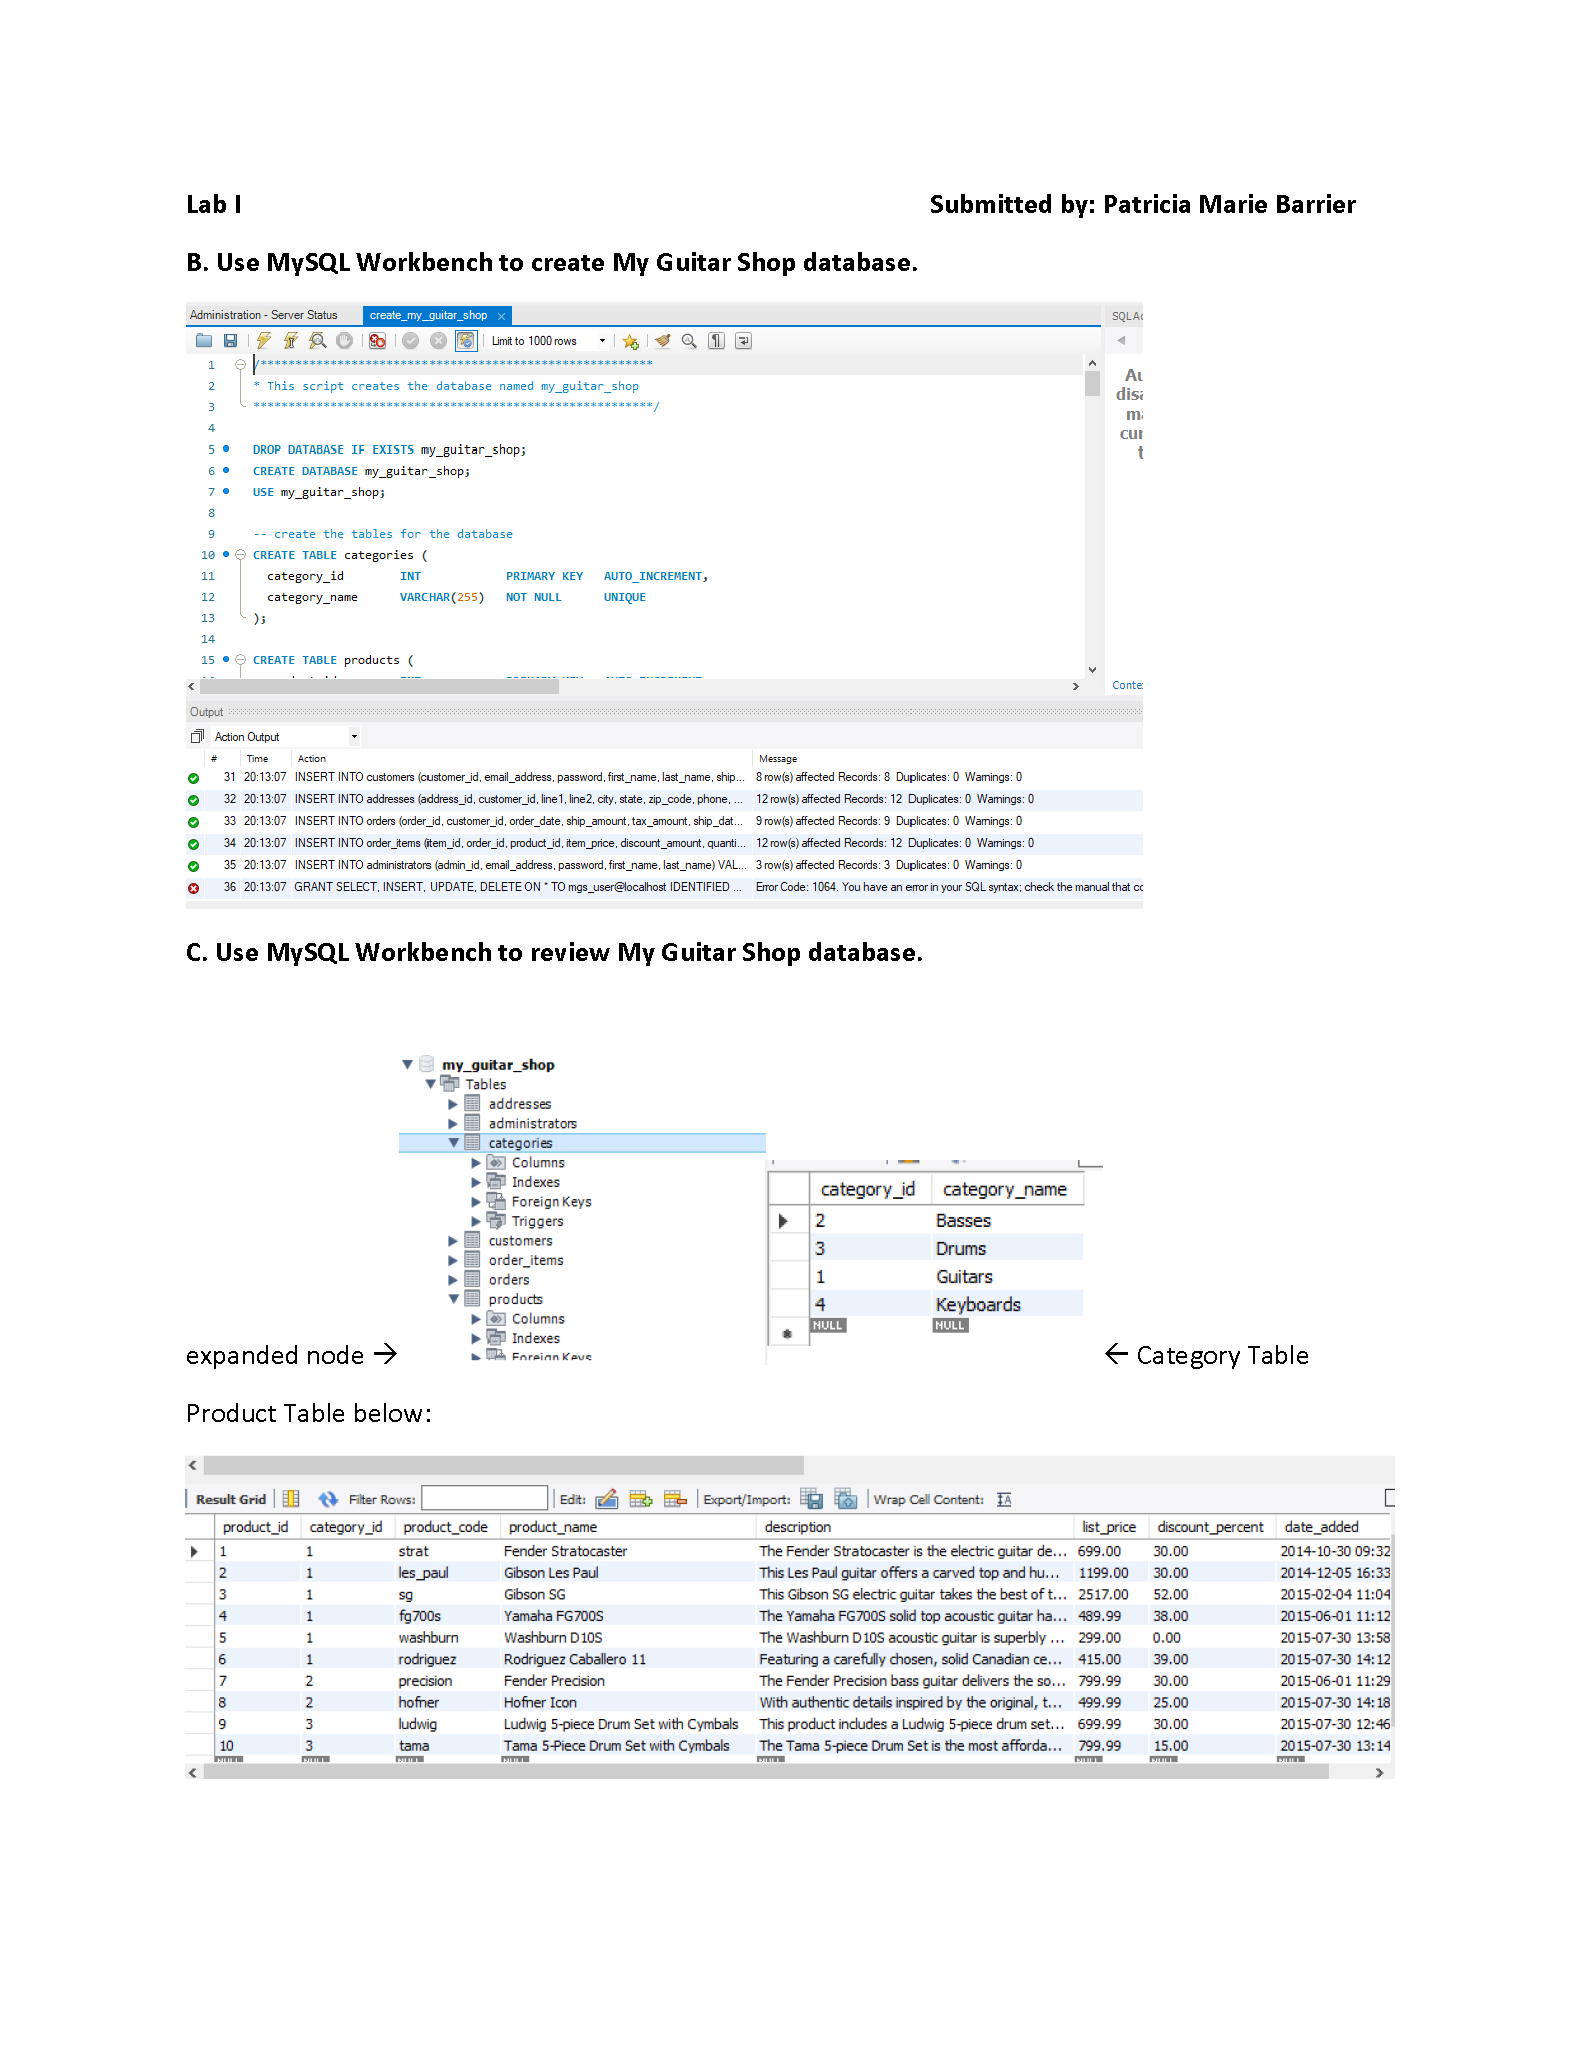 Lab I Submitted by: Patricia Marie Barrier
B. Use MySQL Workbench to create My Guitar Shop database.
Administration - Server Status create_my_guitar_shop × SQLAc
Limit to 1000 rows
1 /********************************************************
2 * This script creates the database named my_guitar_shop
3 *********************************************************/
4
5 DROP DATABASE IF EXISTS my_guitar_shop;
6 CREATE DATABASE my_guitar_shop;
7 USE my_guitar_shop;
8
9 -- create the tables for the database
10 CREATE TABLE categories (
11 category_id INT PRIMARY KEY AUTO_INCREMENT,
12 category_name VARCHAR(255) NOT NULL UNIQUE
13 );
14
15 CREATE TABLE products (
Output
Action Output
# Time Action Message
31 20:13:07 INSERT INTO customers (customer_id, email_address, password, first_name, last_name, ship... 8 row(s) affected Records: 8 Duplicates: 0 Warnings: 0
32 20:13:07 INSERT INTO addresses (address_id, customer_id, line1, line2, city, state, zip_code, phone, ... 12 row(s) affected Records: 12 Duplicates: 0 Warnings: 0
33 20:13:07 INSERT INTO orders (order_id, customer_id, order_date, ship_amount, tax_amount, ship_dat... 9 row(s) affected Records: 9 Duplicates: 0 Warnings: 0
34 20:13:07 INSERT INTO order_items (item_id, order_id, product_id, item_price, discount_amount, quanti... 12 row(s) affected Records: 12 Duplicates: 0 Warnings: 0
35 20:13:07 INSERT INTO administrators (admin_id, email_address, password, first_name, last_name) VAL... 3 row(s) affected Records: 3 Duplicates: 0 Warnings: 0
36 20:13:07 GRANT SELECT, INSERT, UPDATE, DELETE ON * TO mgs_user@localhost IDENTIFIED ... Error Code: 1064. You have an error in your SQL syntax; check the manual that co
C. Use MySQL Workbench to review My Guitar Shop database.
my_guitar_shop
Tables
addresses
administrators
categories
Columns
Indexes
Foreign Keys
Triggers
customers
order_items
orders
products
Columns
Indexes
Foreign Keys
category_id category_name
2 Basses
3 Drums
1 Guitars
4 Keyboards
NULL NULL
expanded node → ← Category Table
Product Table below:
Result Grid Filter Rows: Edit: Export/Import: Wrap Cell Content:
product_id category_id product_code product_name description list_price discount_percent date_added
1 1 strat Fender Stratocaster The Fender Stratocaster is the electric guitar de... 699.00 30.00 2014-10-30 09:32
2 1 les_paul Gibson Les Paul This Les Paul guitar offers a carved top and hu... 1199.00 30.00 2014-12-05 16:33
3 1 sg Gibson SG This Gibson SG electric guitar takes the best of t... 2517.00 52.00 2015-02-04 11:04
4 1 fg700s Yamaha FG700S The Yamaha FG700S solid top acoustic guitar ha... 489.99 38.00 2015-06-01 11:12
5 1 washburn Washburn D10S The Washburn D10S acoustic guitar is superbly ... 299.00 0.00 2015-07-30 13:58
6 1 rodriguez Rodriguez Caballero 11 Featuring a carefully chosen, solid Canadian ce... 415.00 39.00 2015-07-30 14:12
7 2 precision Fender Precision The Fender Precision bass guitar delivers the so... 799.99 30.00 2015-06-01 11:29
8 2 hofner Hofner Icon With authentic details inspired by the original, t... 499.99 25.00 2015-07-30 14:18
9 3 ludwig Ludwig 5-piece Drum Set with Cymbals This product includes a Ludwig 5-piece drum set... 699.99 30.00 2015-07-30 12:46
10 3 tama Tama 5-Piece Drum Set with Cymbals The Tama 5-piece Drum Set is the most afforda... 799.99 15.00 2015-07-30 13:14